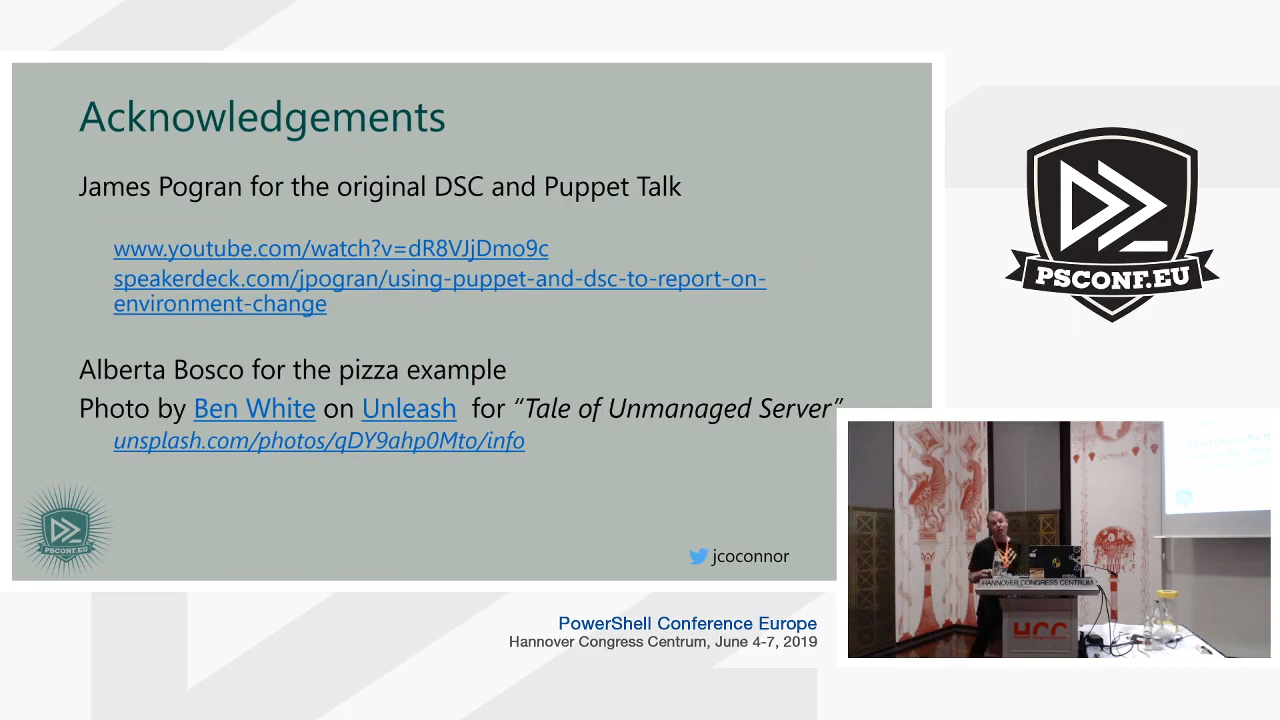 Acknowledgements
James Pogran for the original DSC and Puppet Talk
www.youtube.com/watch?v=dR8VJjDmo9c
speakerdeck.com/jpogran/using-puppet-and-dsc-to-report-on-
environment-change
Alberta Bosco for the pizza example
Photo by Ben White on Unleash for “Tale of Unmanaged Server”
unsplash.com/photos/qDY9ahp0Mto/info
PSCONF.EU
jcoconnor
PSCONF.EU
HANNOVER CONGRESS CENTRUM
HCC
PowerShell Conference Europe
Hannover Congress Centrum, June 4-7, 2019